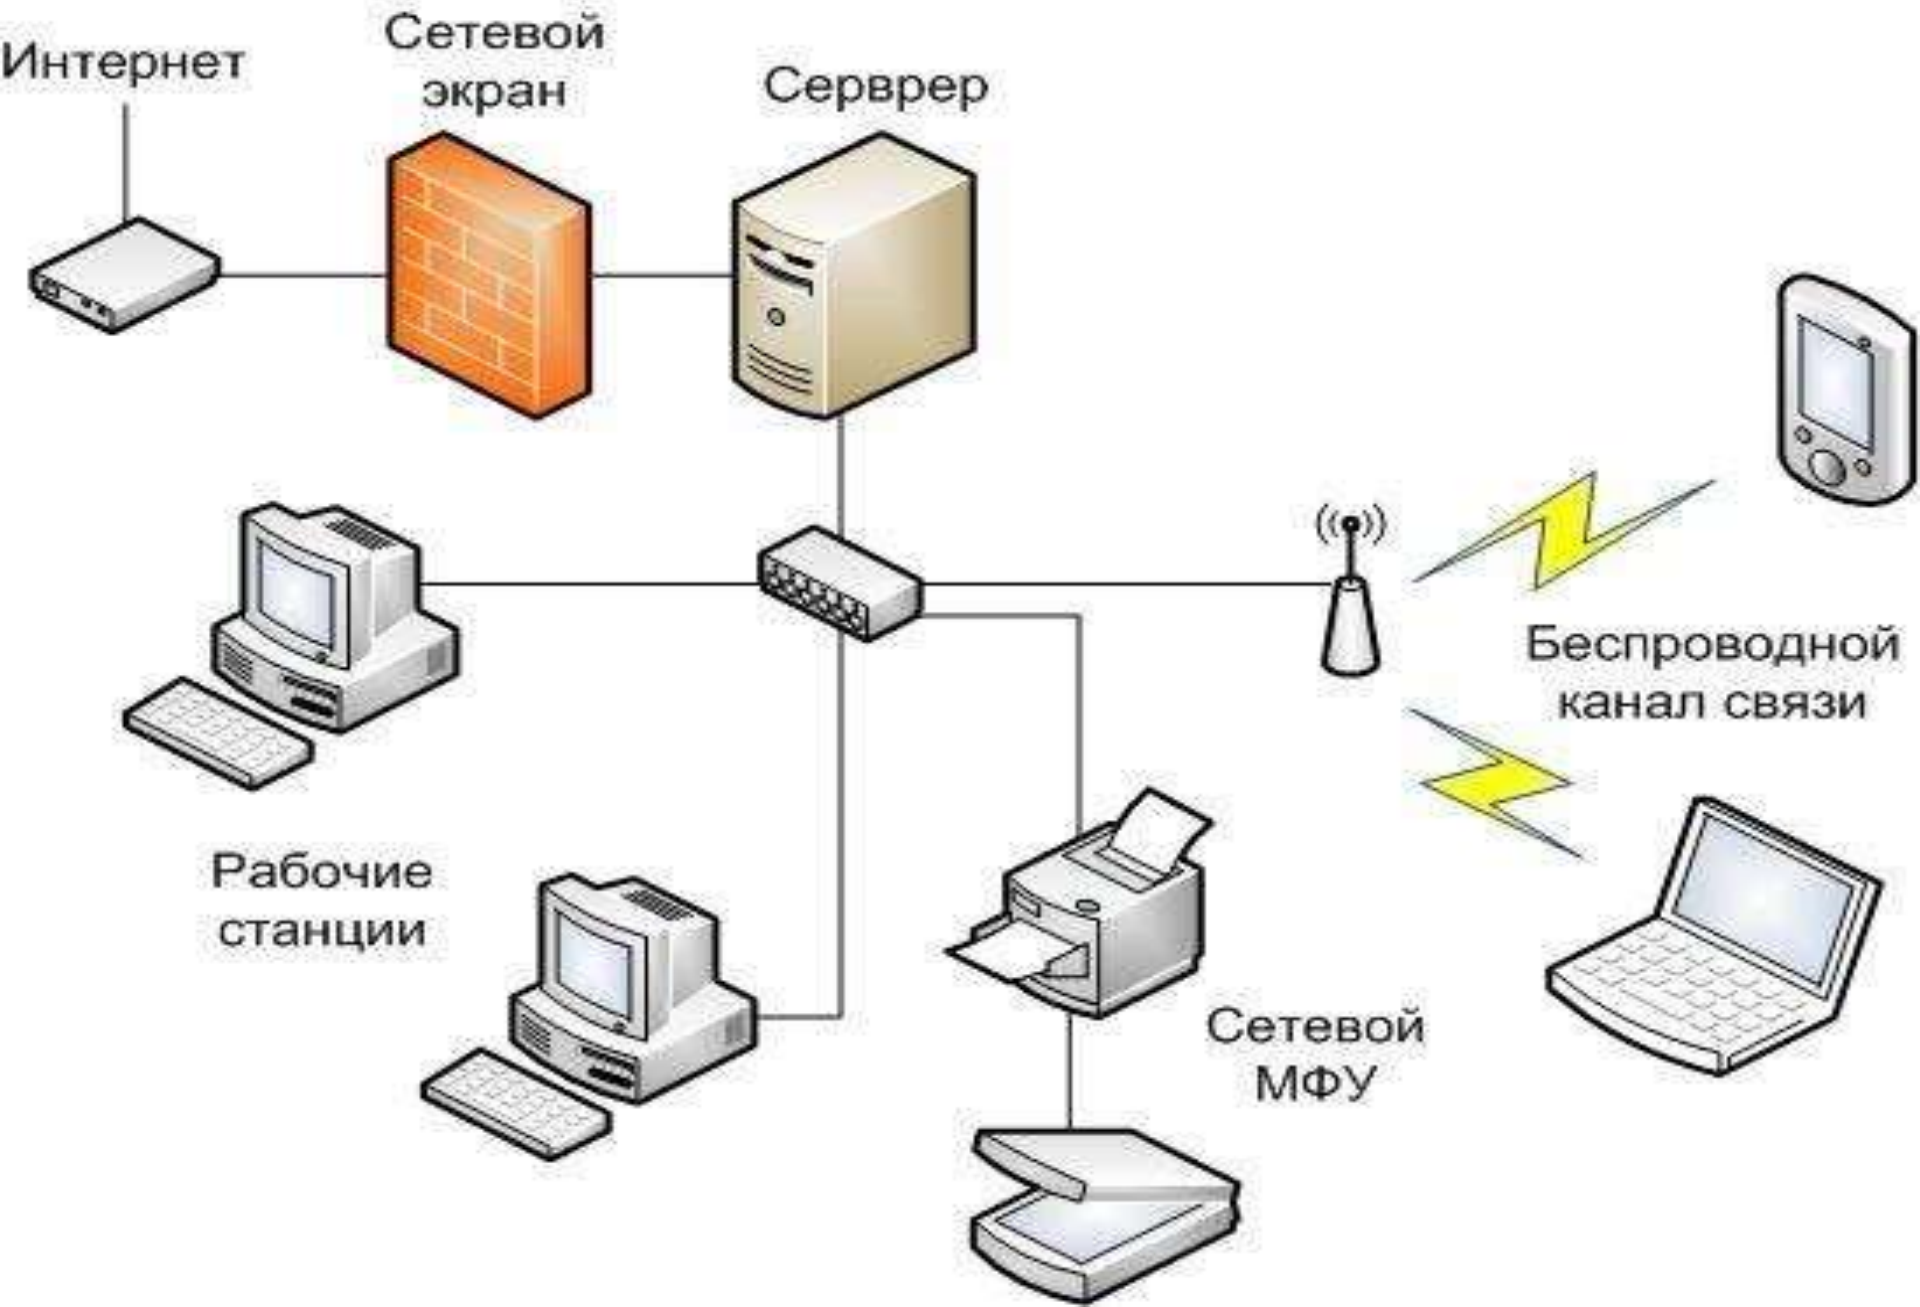 Интернет
Сетевой
экран
Серврер
Беспроводной
канал связи
Рабочие
станции
Сетевой
МФУ